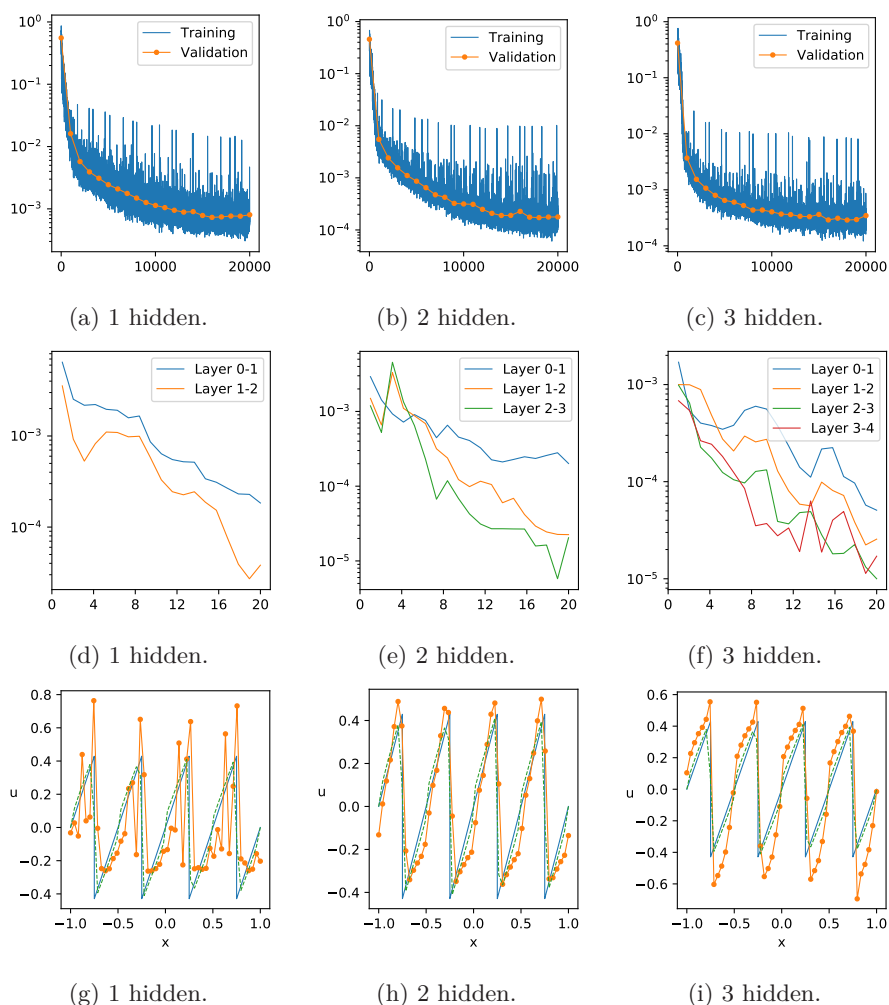 10⁰
10⁻¹
10⁻²
10⁻³
Training
Validation
0 10000 20000
(a) 1 hidden.
10⁰
10⁻¹
10⁻²
10⁻³
10⁻⁴
Training
Validation
0 10000 20000
(b) 2 hidden.
10⁰
10⁻¹
10⁻²
10⁻³
10⁻⁴
Training
Validation
0 10000 20000
(c) 3 hidden.
10⁻³
10⁻⁴
Layer 0-1
Layer 1-2
0 4 8 12 16 20
(d) 1 hidden.
10⁻³
10⁻⁴
10⁻⁵
Layer 0-1
Layer 1-2
Layer 2-3
0 4 8 12 16 20
(e) 2 hidden.
10⁻³
10⁻⁴
10⁻⁵
Layer 0-1
Layer 1-2
Layer 2-3
Layer 3-4
0 4 8 12 16 20
(f) 3 hidden.
0.8
0.6
0.4
0.2
0.0
−0.2
−0.4
u
−1.0 −0.5 0.0 0.5 1.0
x
(g) 1 hidden.
0.4
0.2
0.0
−0.2
−0.4
u
−1.0 −0.5 0.0 0.5 1.0
x
(h) 2 hidden.
0.6
0.4
0.2
0.0
−0.2
−0.4
−0.6
u
−1.0 −0.5 0.0 0.5 1.0
x
(i) 3 hidden.